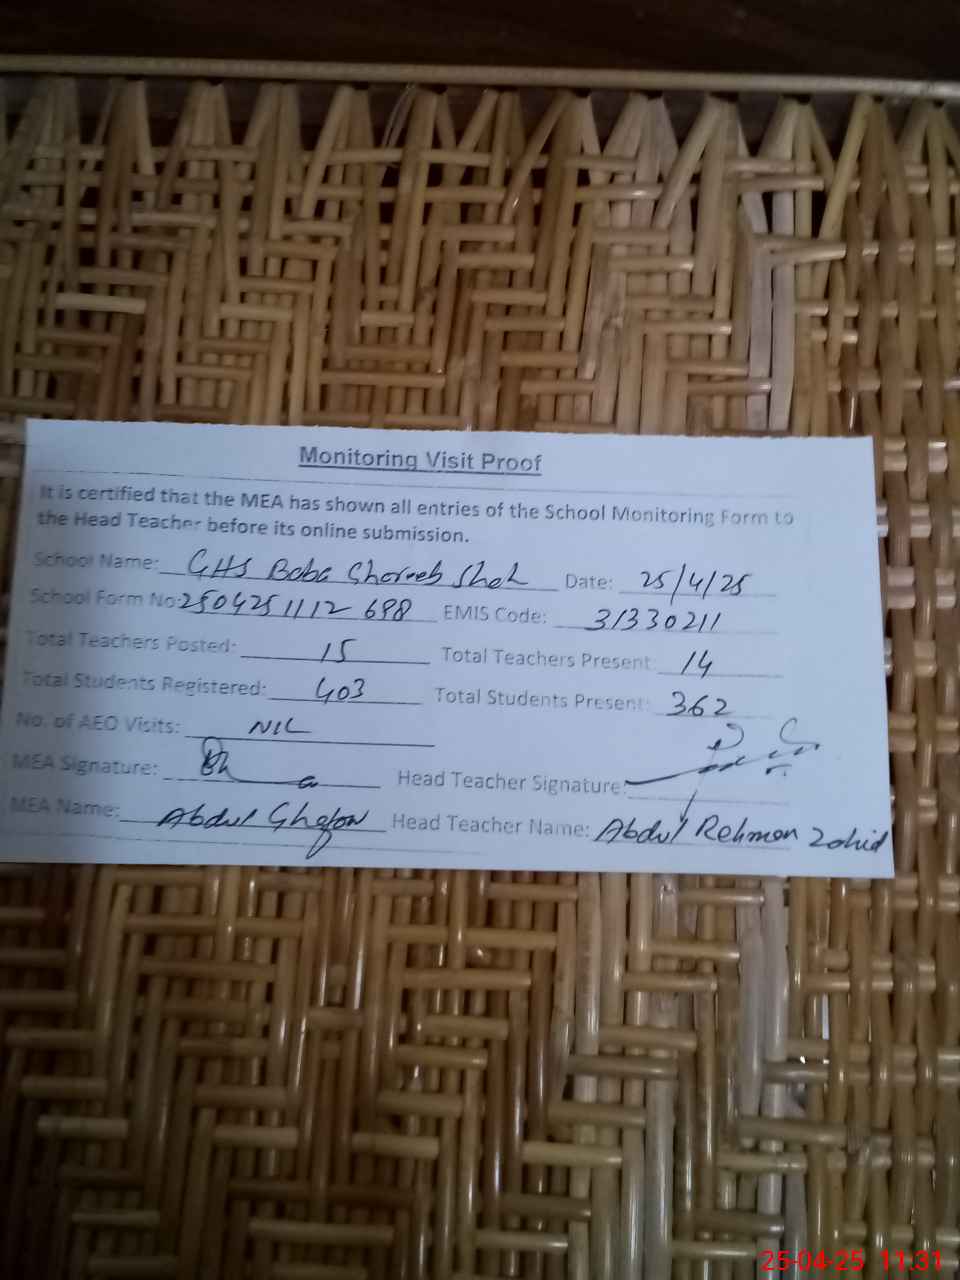 Monitoring Visit Proof
It is certified that the MEA has shown all entries of the School Monitoring Form to
the Head Teacher before its online submission.
School Name: GHS Baba Ghareeb Shah Date: 25/4/25
School Form No: 250425 1112 698 EMIS Code: 31330211
Total Teachers Posted: 15 Total Teachers Present: 14
Total Students Registered: 403 Total Students Present: 362
No. of AEO Visits: NIL
MEA Signature: Head Teacher Signature:
MEA Name: Abdul Ghafoor Head Teacher Name: Abdul Rehman Zahid
25-04-25 11:31